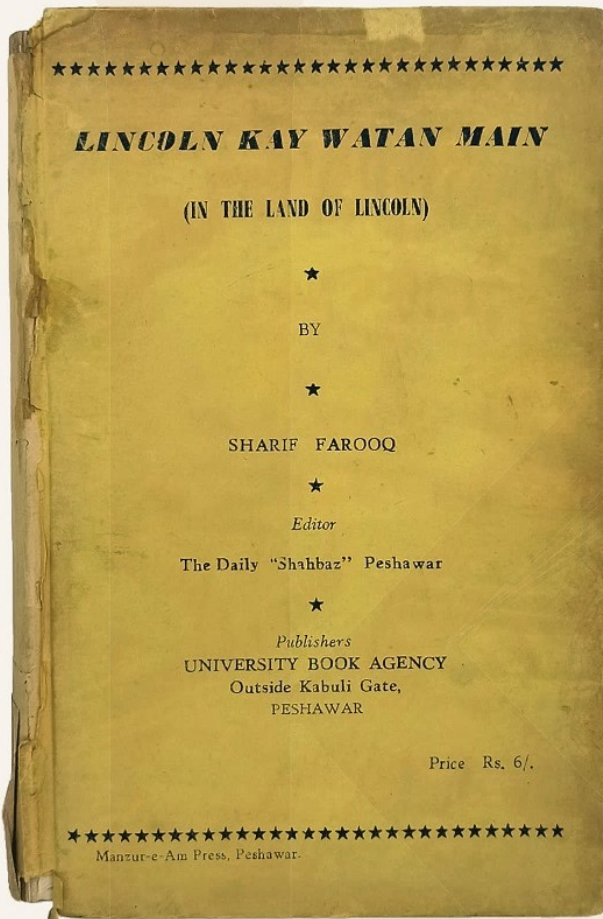 LINCOLN KAY WATAN MAIN
(IN THE LAND OF LINCOLN)
BY
SHARIF FAROOQ
Editor
The Daily "Shahbaz" Peshawar
Publishers
UNIVERSITY BOOK AGENCY
Outside Kabuli Gate,
PESHAWAR
Price Rs. 6/.
Manzur-e-Am Press, Peshawar.